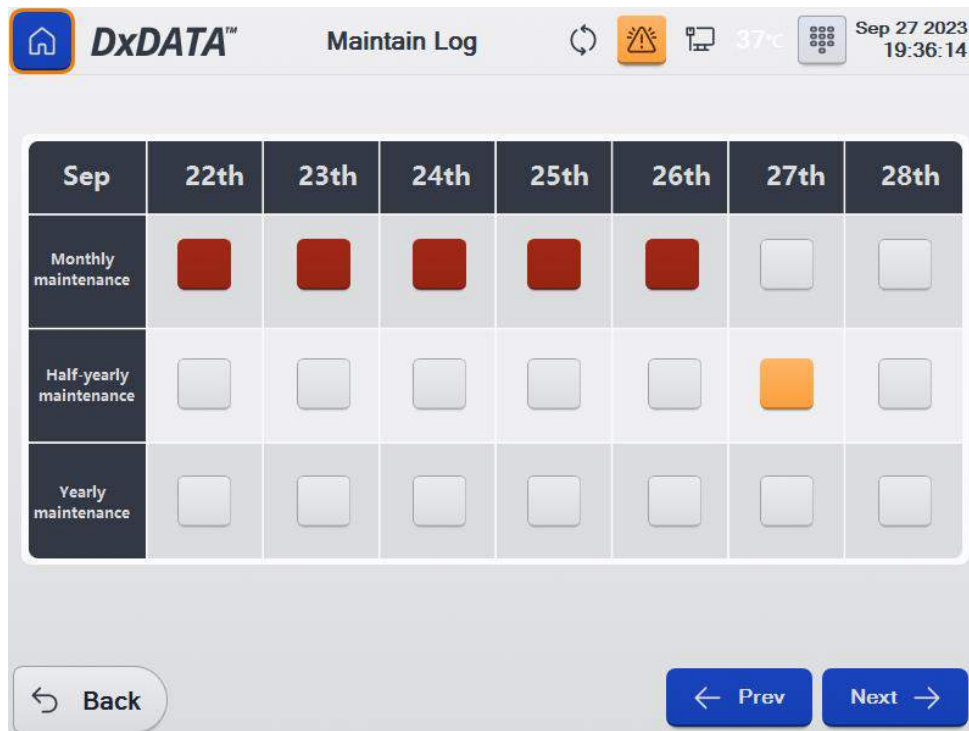 DxDATA™ Maintain Log 37°C Sep 27 2023
19:36:14
Sep 22th 23th 24th 25th 26th 27th 28th
Monthly
maintenance
Half-yearly
maintenance
Yearly
maintenance
Back Prev Next